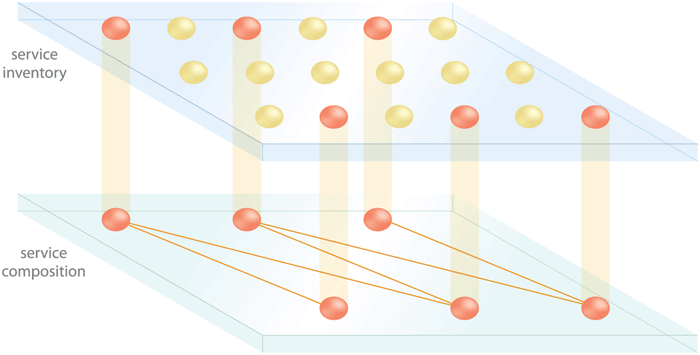 service
inventory
service
composition